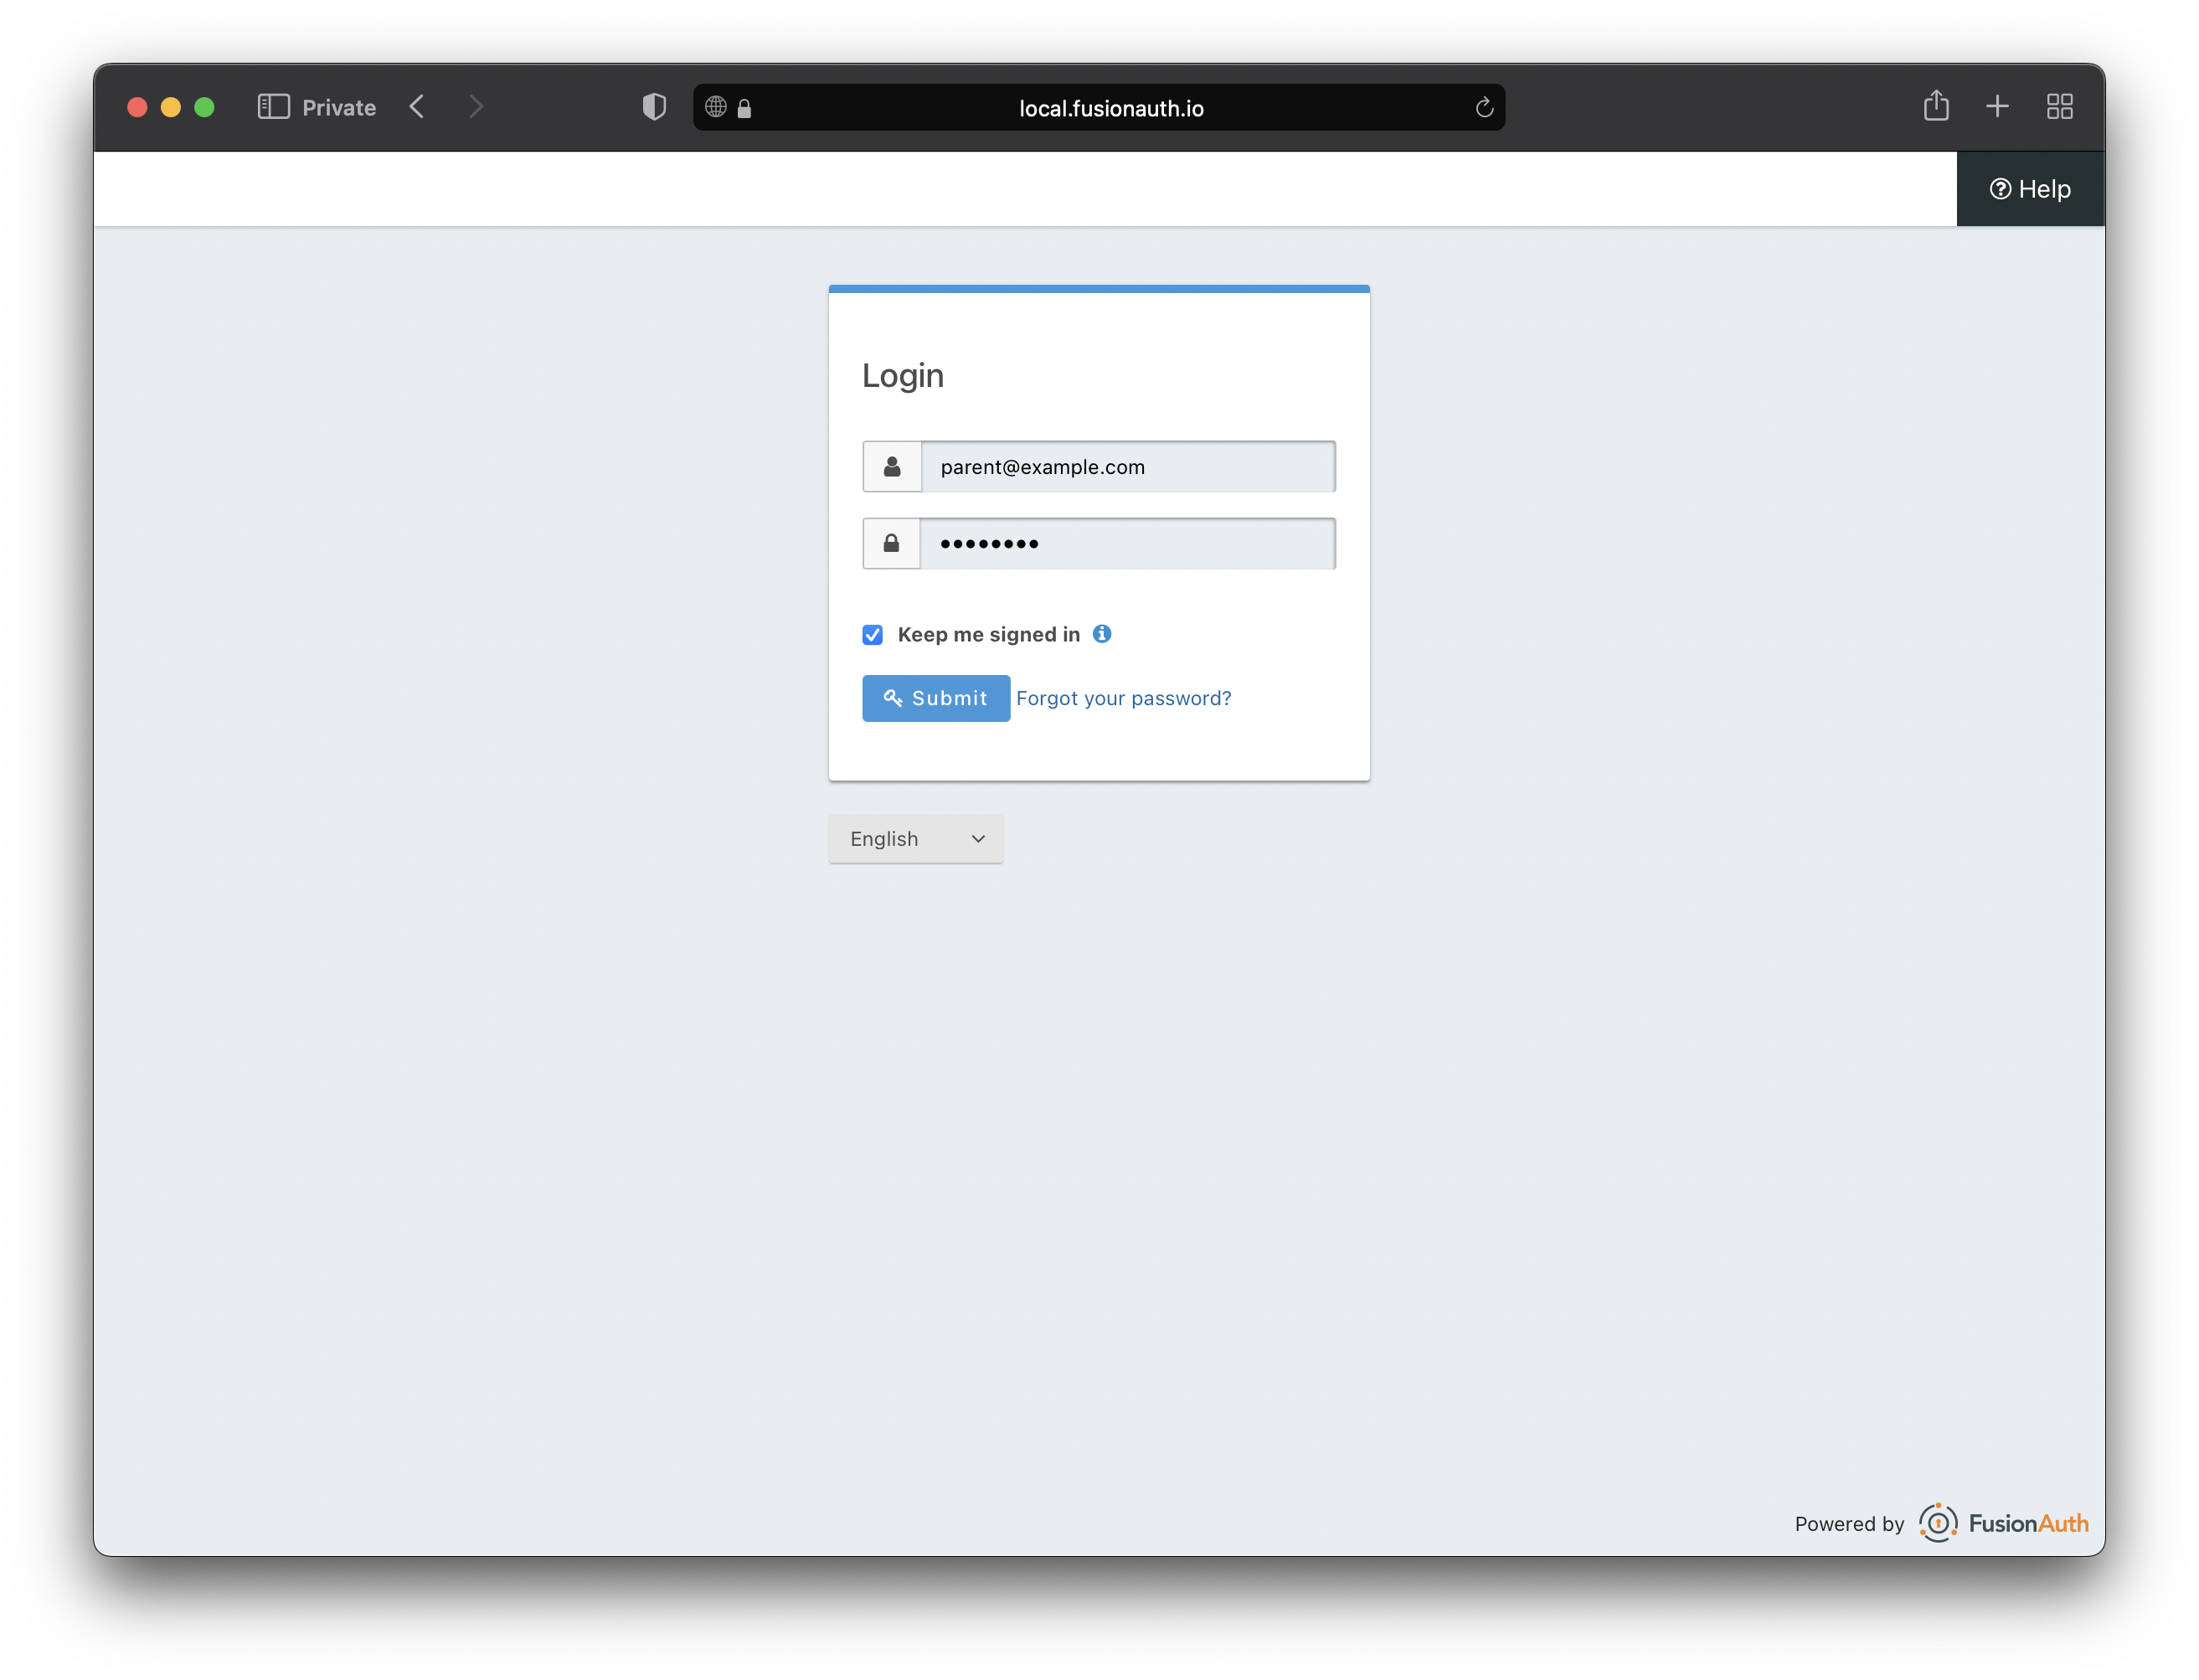 Private
local.fusionauth.io
Help
Login
parent@example.com
Keep me signed in
Submit Forgot your password?
English
Powered by FusionAuth